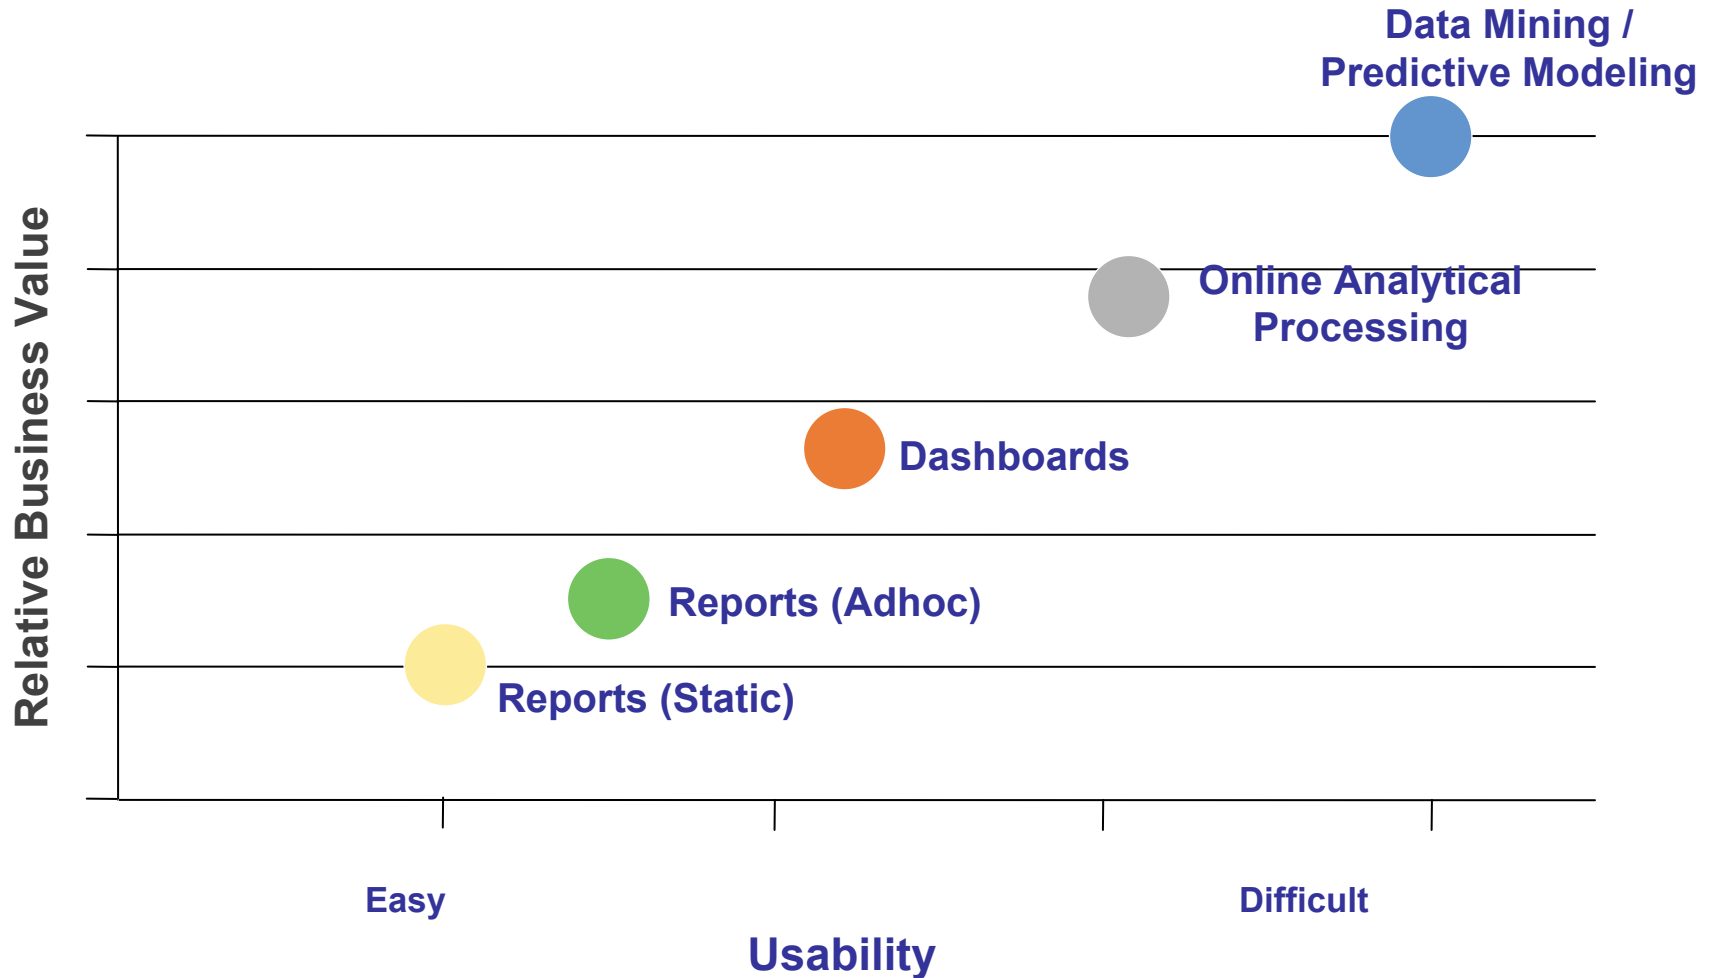 Data Mining /
Predictive Modeling
Online Analytical
Processing
Dashboards
Reports (Adhoc)
Reports (Static)
Relative Business Value
Easy
Difficult
Usability